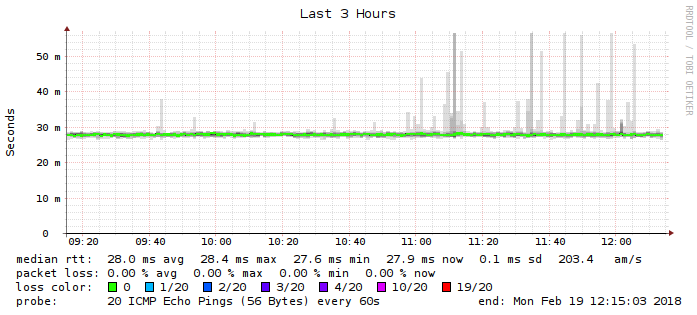 Last 3 Hours
RRDTOOL / TOBI OETIKER
Seconds
50 m
40 m
30 m
20 m
10 m
0
09:20 09:40 10:00 10:20 10:40 11:00 11:20 11:40 12:00
median rtt: 28.0 ms avg 28.4 ms max 27.6 ms min 27.9 ms now 0.1 ms sd 203.4 am/s
packet loss: 0.00 % avg 0.00 % max 0.00 % min 0.00 % now
loss color: 0 1/20 2/20 3/20 4/20 10/20 19/20
probe: 20 ICMP Echo Pings (56 Bytes) every 60s end: Mon Feb 19 12:15:03 2018